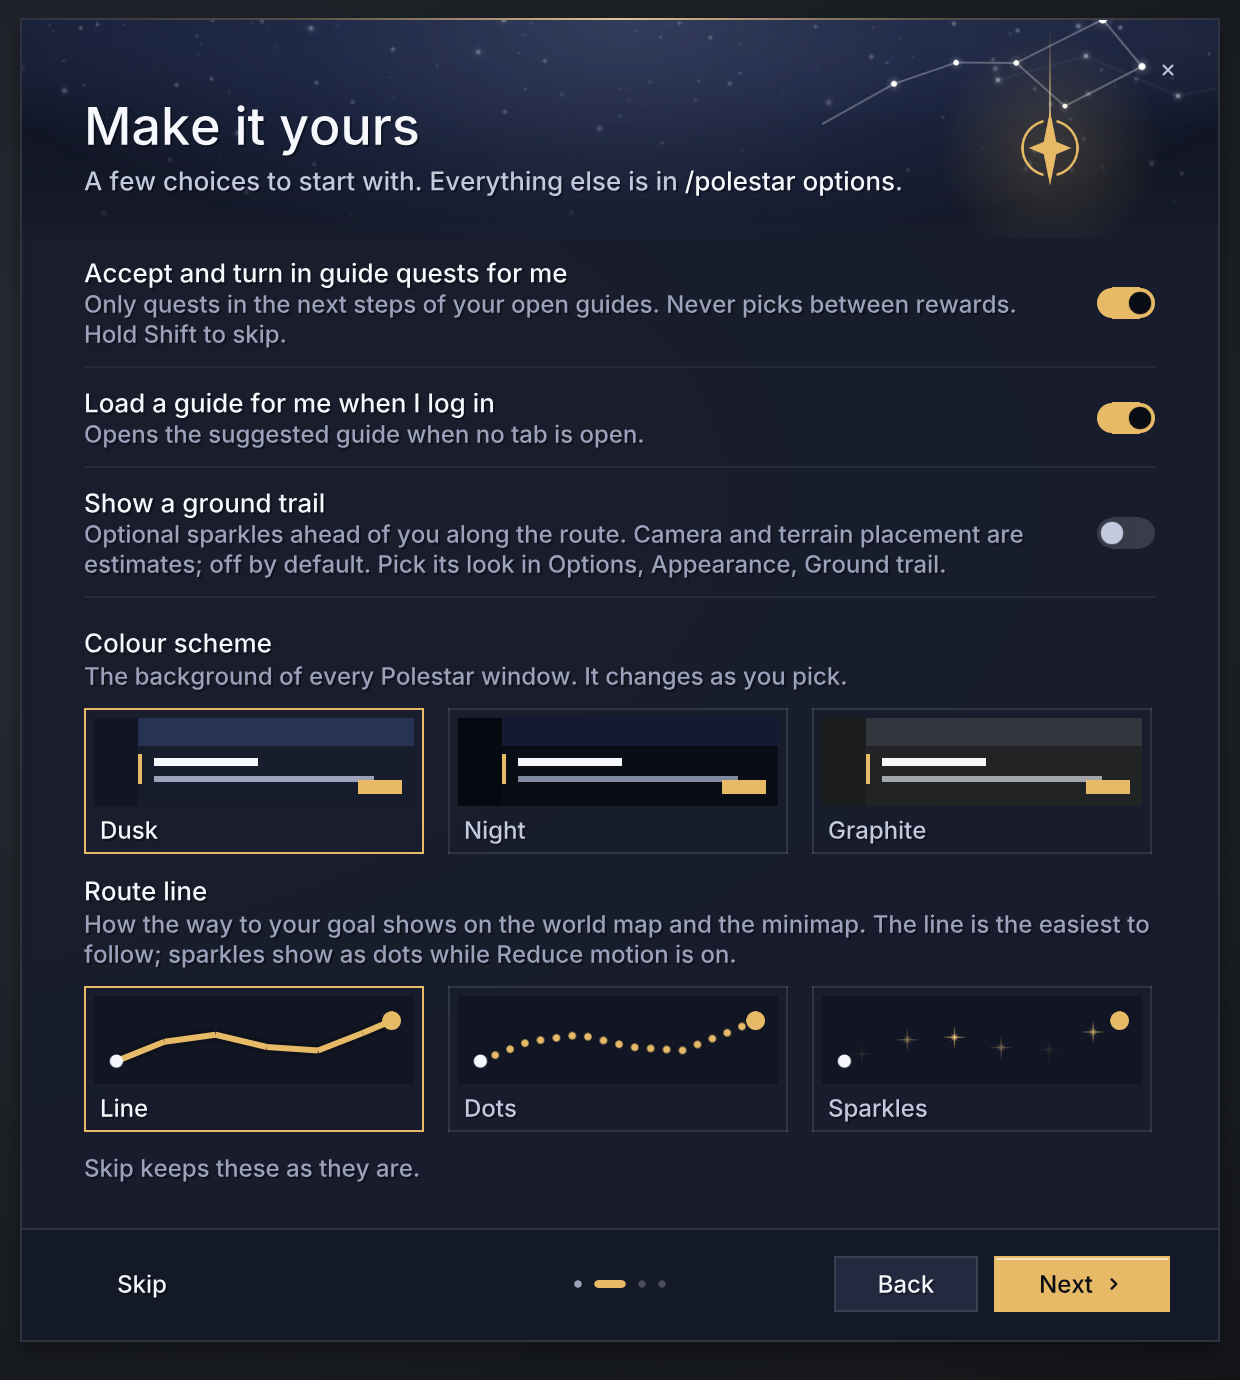 Make it yours
A few choices to start with. Everything else is in /polestar options.
Accept and turn in guide quests for me
Only quests in the next steps of your open guides. Never picks between rewards.
Hold Shift to skip.
Load a guide for me when I log in
Opens the suggested guide when no tab is open.
Show a ground trail
Optional sparkles ahead of you along the route. Camera and terrain placement are
estimates; off by default. Pick its look in Options, Appearance, Ground trail.
Colour scheme
The background of every Polestar window. It changes as you pick.
Dusk
Night
Graphite
Route line
How the way to your goal shows on the world map and the minimap. The line is the easiest to
follow; sparkles show as dots while Reduce motion is on.
Line
Dots
Sparkles
Skip keeps these as they are.
Skip
Back
Next